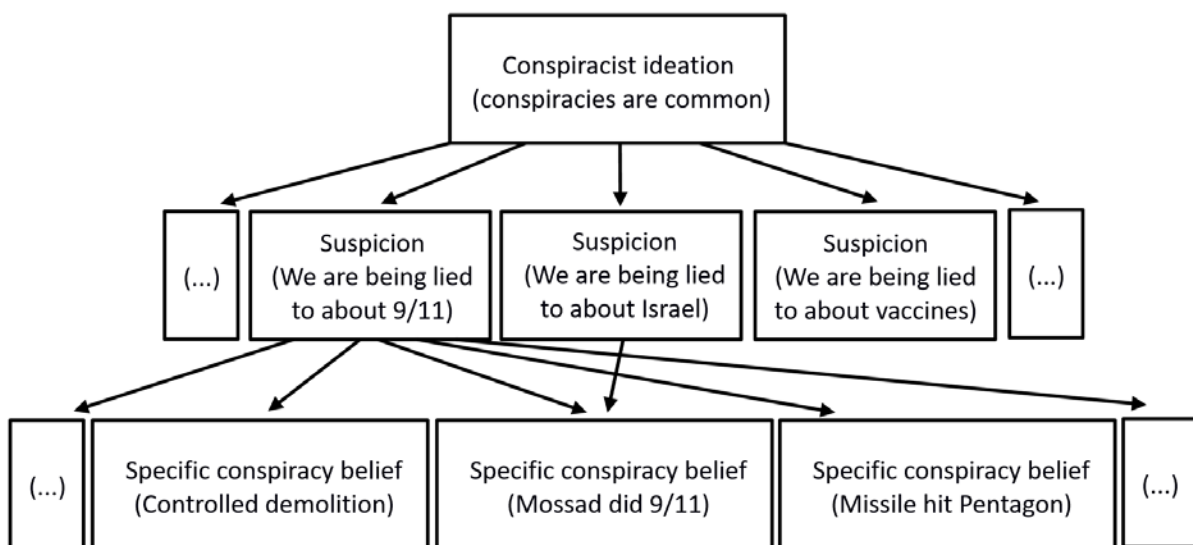 Conspiracist ideation
(conspiracies are common)
(...)
Suspicion
(We are being lied
to about 9/11)
Suspicion
(We are being lied
to about Israel)
Suspicion
(We are being lied
to about vaccines)
(...)
(...)
Specific conspiracy belief
(Controlled demolition)
Specific conspiracy belief
(Mossad did 9/11)
Specific conspiracy belief
(Missile hit Pentagon)
(...)